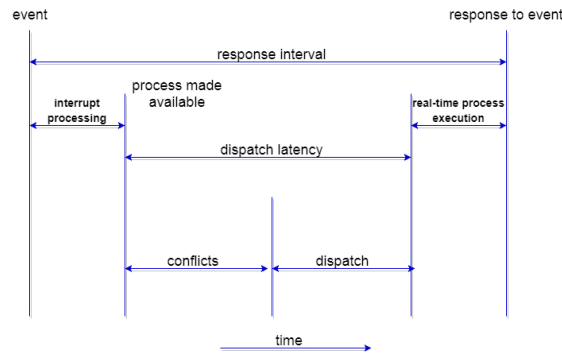 event
response to event
response interval
process made
available
interrupt
processing
real-time process
execution
dispatch latency
conflicts
dispatch
time